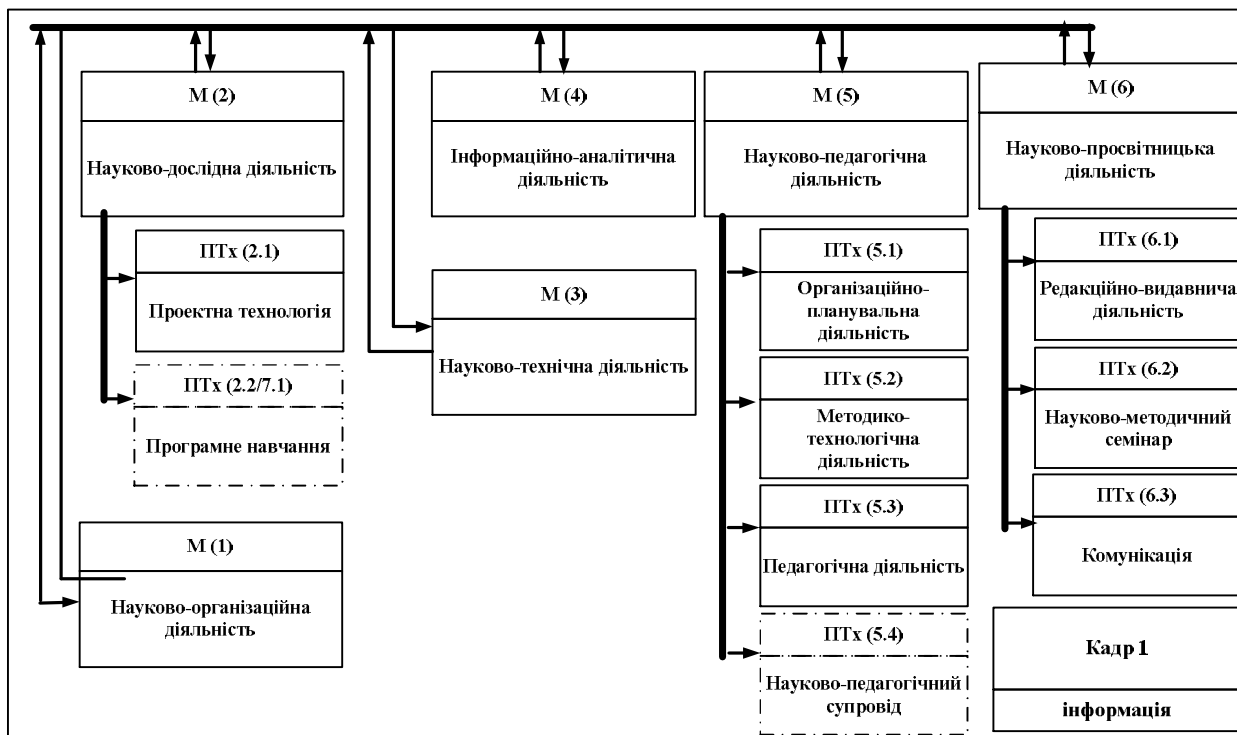 М (2)
Науково-дослідна діяльність
ПТх (2.1)
Проектна технологія
ПТх (2.2/7.1)
Програмне навчання
М (1)
Науково-організаційна
діяльність
М (4)
Інформаційно-аналітична
діяльність
М (3)
Науково-технічна діяльність
М (5)
Науково-педагогічна
діяльність
ПТх (5.1)
Організаційно-
планувальна
діяльність
ПТх (5.2)
Методико-
технологічна
діяльність
ПТх (5.3)
Педагогічна діяльність
ПТх (5.4)
Науково-педагогічний
супровід
М (6)
Науково-просвітницька
діяльність
ПТх (6.1)
Редакційно-видавнича
діяльність
ПТх (6.2)
Науково-методичний
семінар
ПТх (6.3)
Комунікація
Кадр 1
інформація